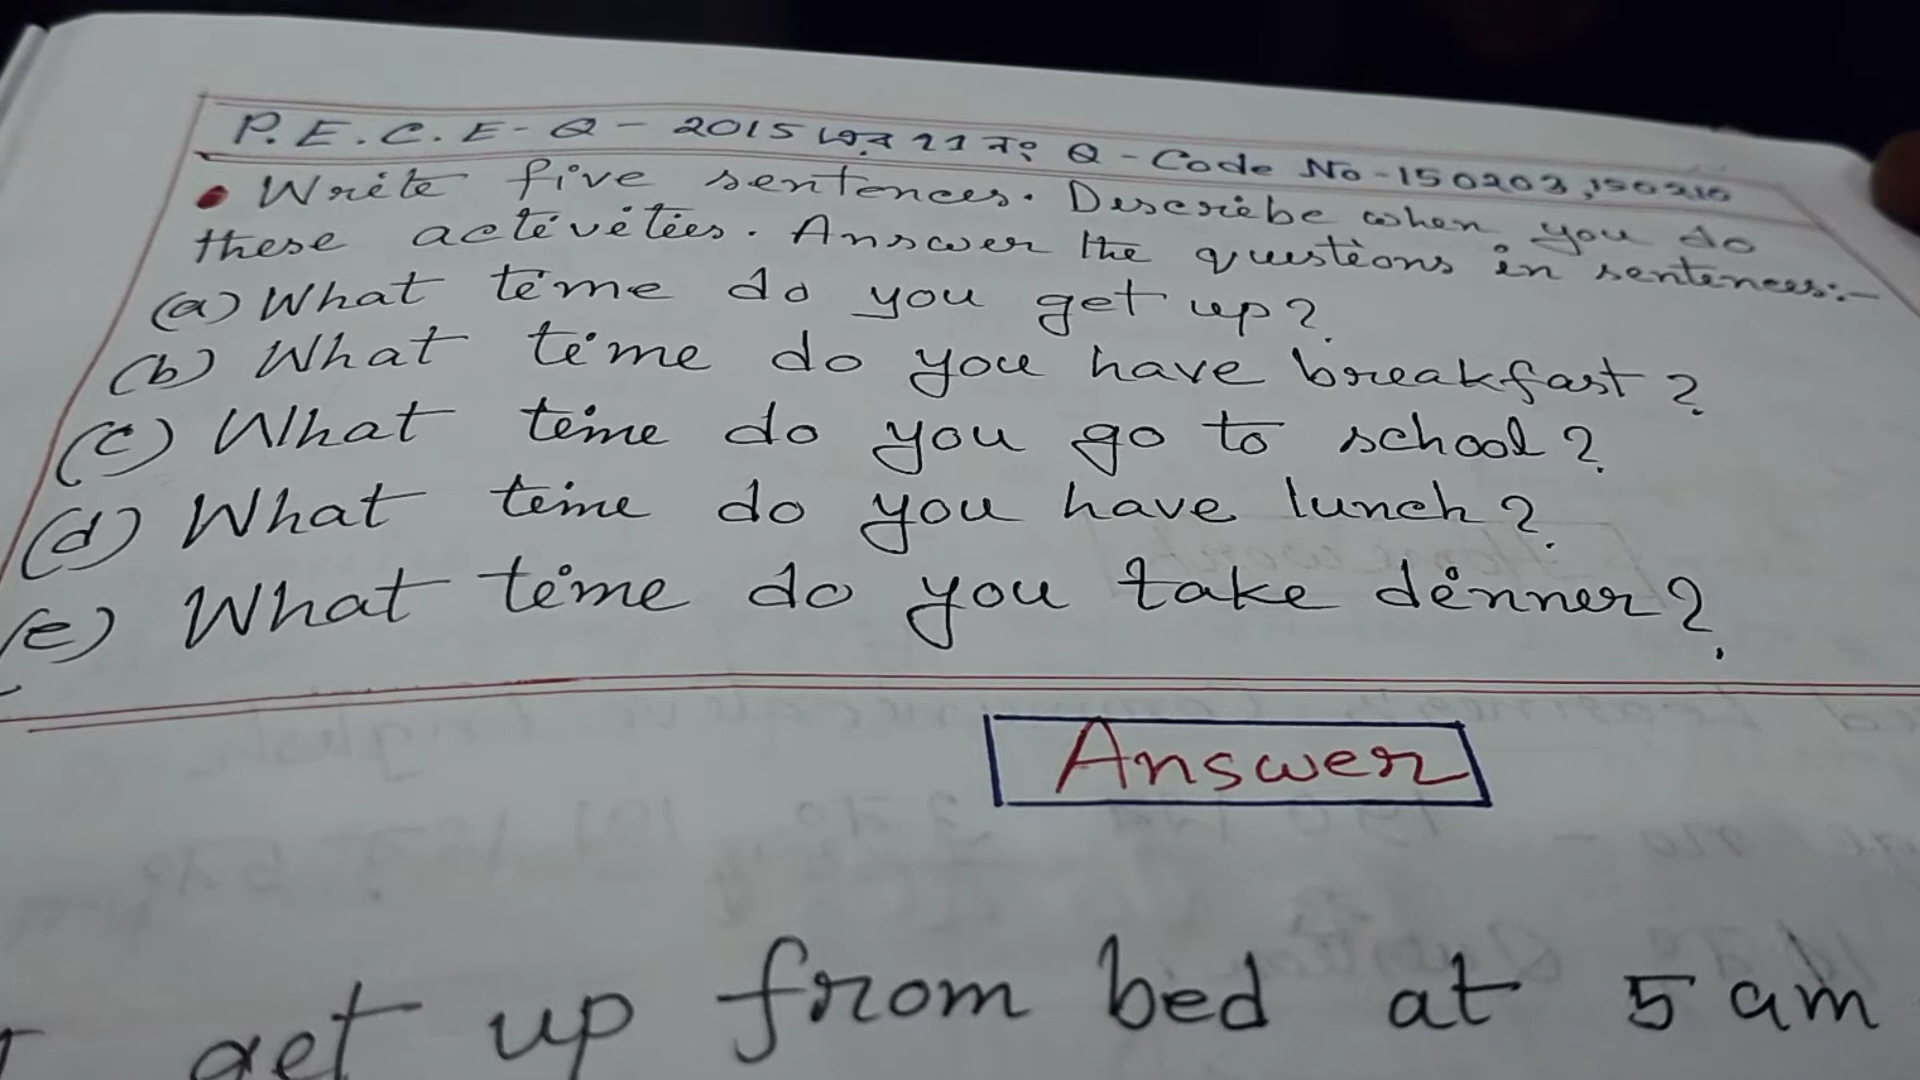 P.E.C.E-Q-2015 এর 11 নং Q-Code No-150203,150210
• Write five sentences. Describe when you do
these activities. Answer the questions in sentences:-
(a) What time do you get up?
(b) What time do you have breakfast?
(c) What time do you go to school?
(d) What time do you have lunch?
(e) What time do you take dinner?
Answer
I get up from bed at 5 am